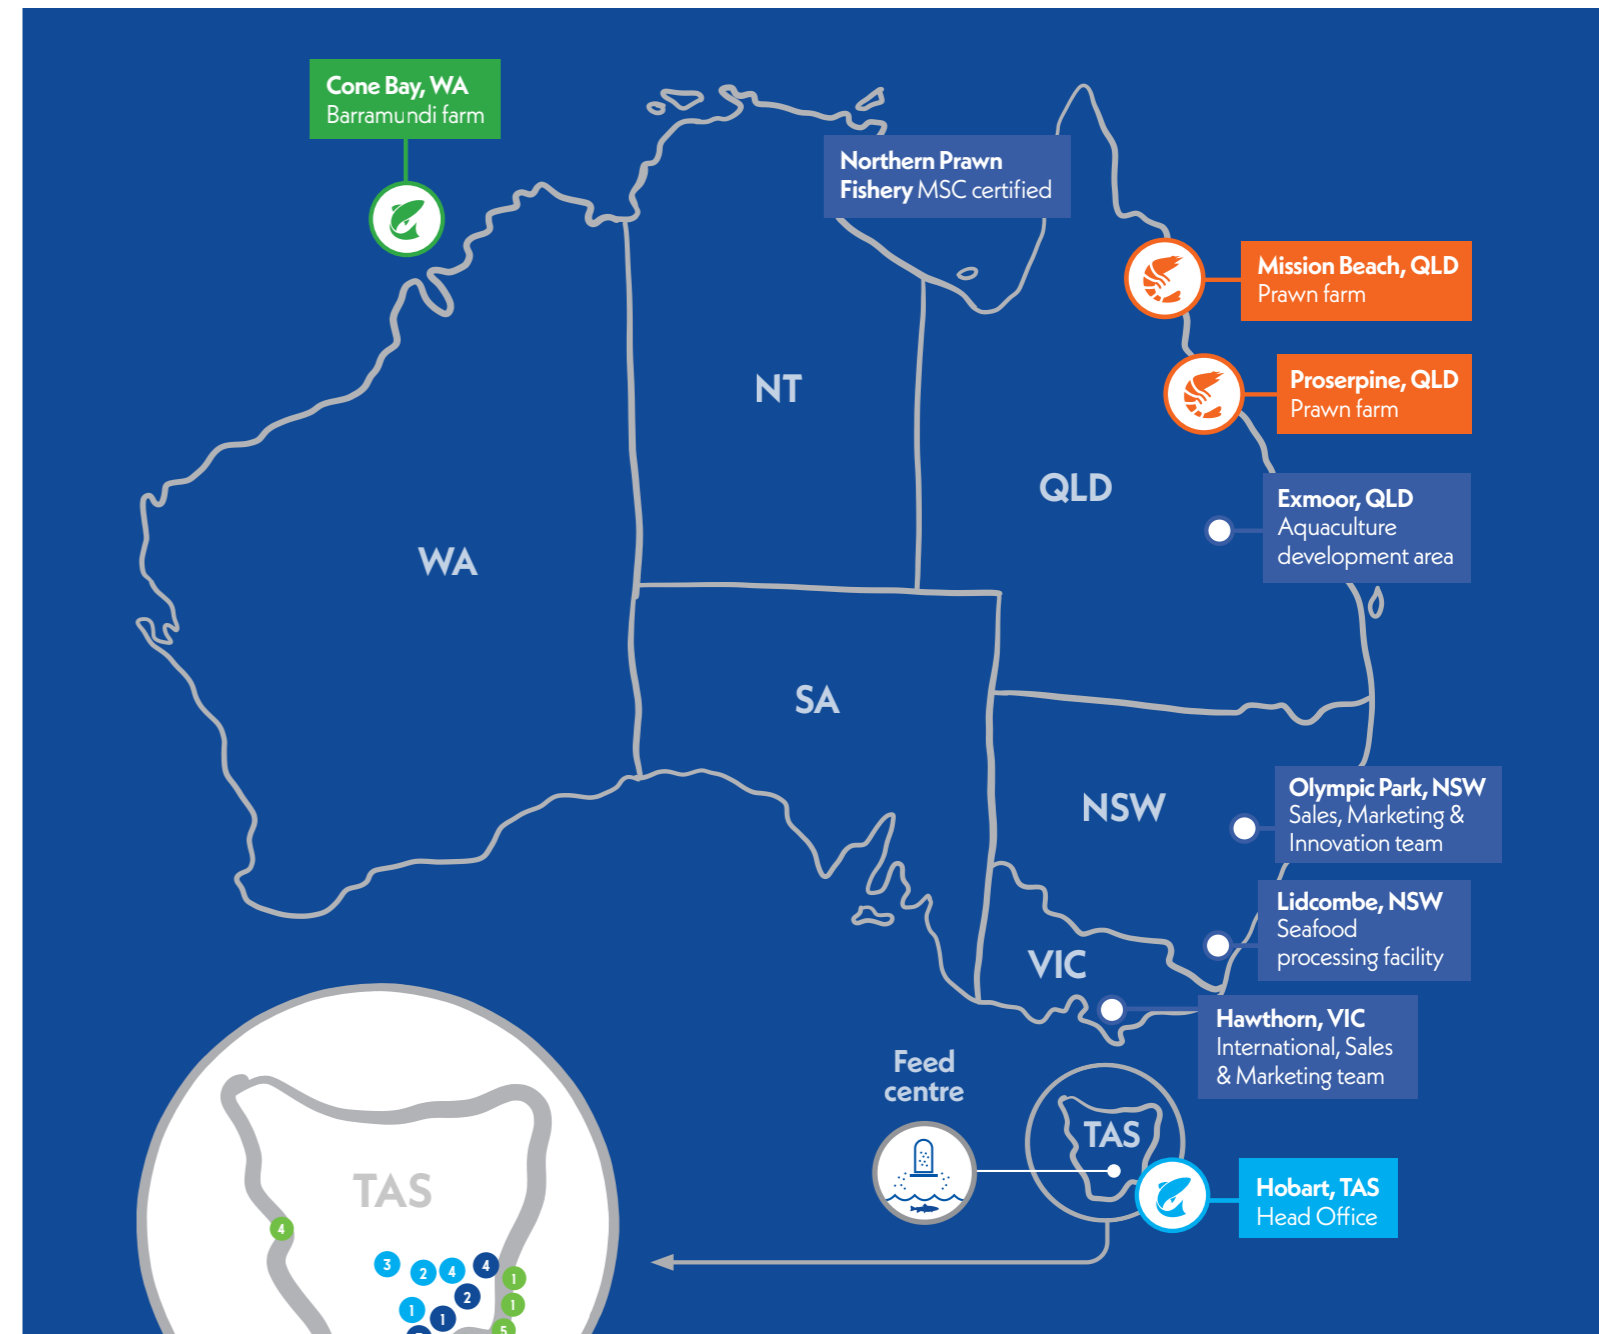 Cone Bay, WA
Barramundi farm
Northern Prawn
Fishery MSC certified
Mission Beach, QLD
Prawn farm
Proserpine, QLD
Prawn farm
NT
QLD
Exmoor, QLD
Aquaculture
development area
WA
SA
NSW
Olympic Park, NSW
Sales, Marketing &
Innovation team
Lidcombe, NSW
Seafood
processing facility
VIC
Hawthorn, VIC
International, Sales
& Marketing team
Feed
centre
TAS
Hobart, TAS
Head Office
TAS
4
3
2
4
4
1
2
1
1
1
5